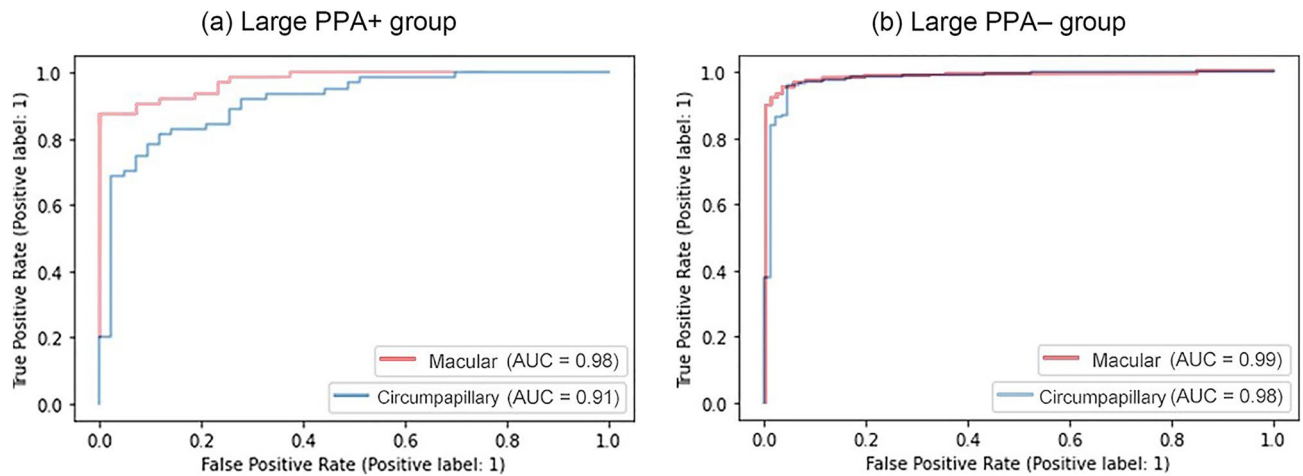 (a) Large PPA+ group
True Positive Rate (Positive label: 1)
1.0
0.8
0.6
0.4
0.2
0.0
Macular (AUC = 0.98)
Circumpapillary (AUC = 0.91)
0.0 0.2 0.4 0.6 0.8 1.0
False Positive Rate (Positive label: 1)
(b) Large PPA– group
True Positive Rate (Positive label: 1)
1.0
0.8
0.6
0.4
0.2
0.0
Macular (AUC = 0.99)
Circumpapillary (AUC = 0.98)
0.0 0.2 0.4 0.6 0.8 1.0
False Positive Rate (Positive label: 1)